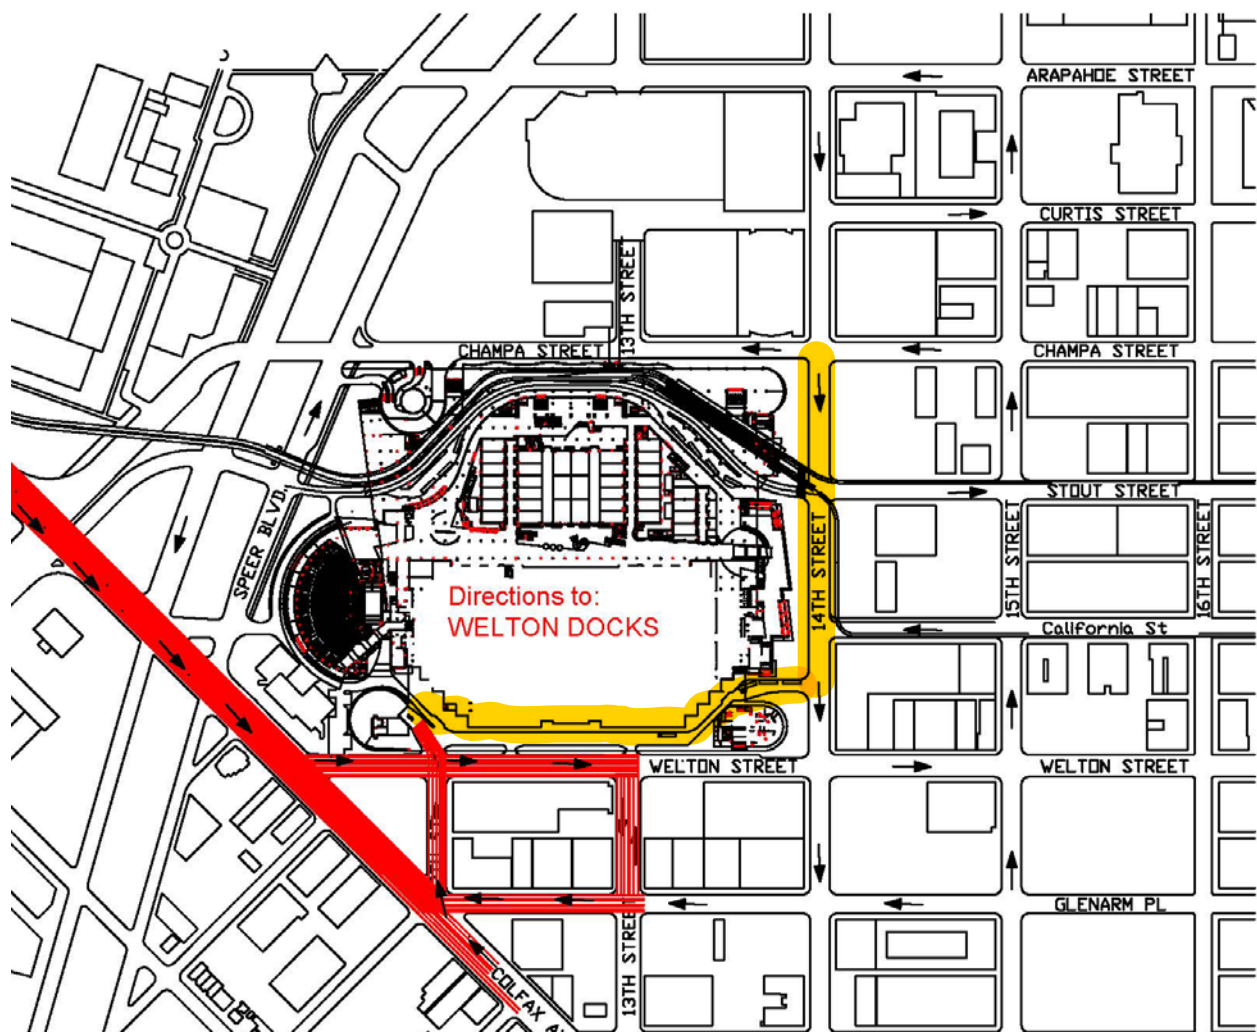 ARAPAHOE STREET
CURTIS STREET
13TH STREET
CHAMPA STREET
CHAMPA STREET
STOUT STREET
SPEER BLVD.
14TH STREET
15TH STREET
16TH STREET
Directions to:
WELTON DOCKS
California St
WELTON STREET
WELTON STREET
GLENARM PL
13TH STREET
COLFAX